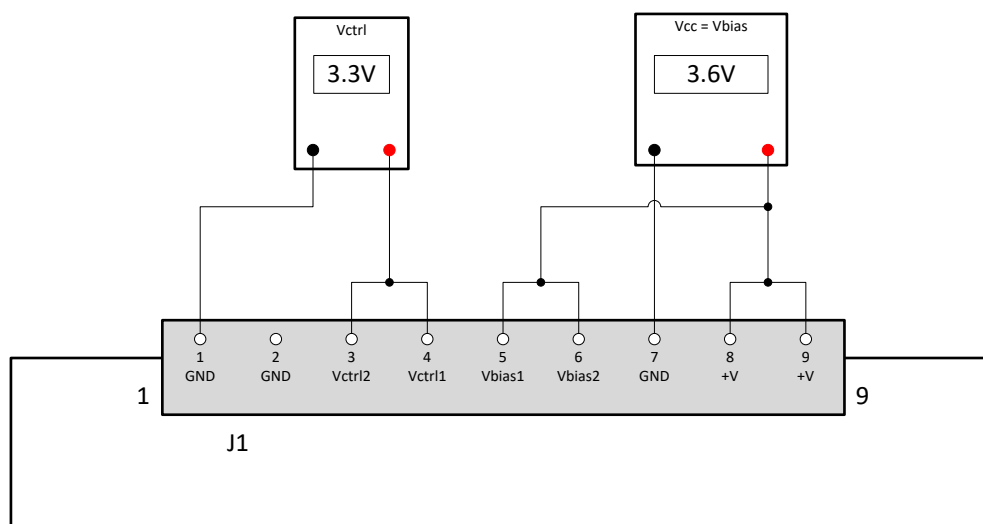 Vctrl
3.3V
Vcc = Vbias
3.6V
1 2 3 4 5 6 7 8 9
GND GND Vctrl2 Vctrl1 Vbias1 Vbias2 GND +V +V
1
9
J1